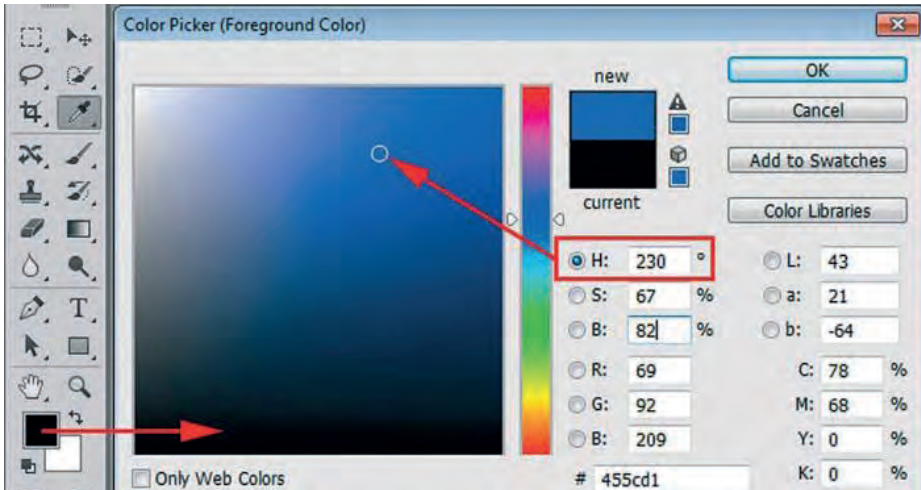 Color Picker (Foreground Color)
new
current
OK
Cancel
Add to Swatches
Color Libraries
H: 230 °
S: 67 %
B: 82 %
R: 69
G: 92
B: 209
# 455cd1
L: 43
a: 21
b: -64
C: 78 %
M: 68 %
Y: 0 %
K: 0 %
Only Web Colors
T